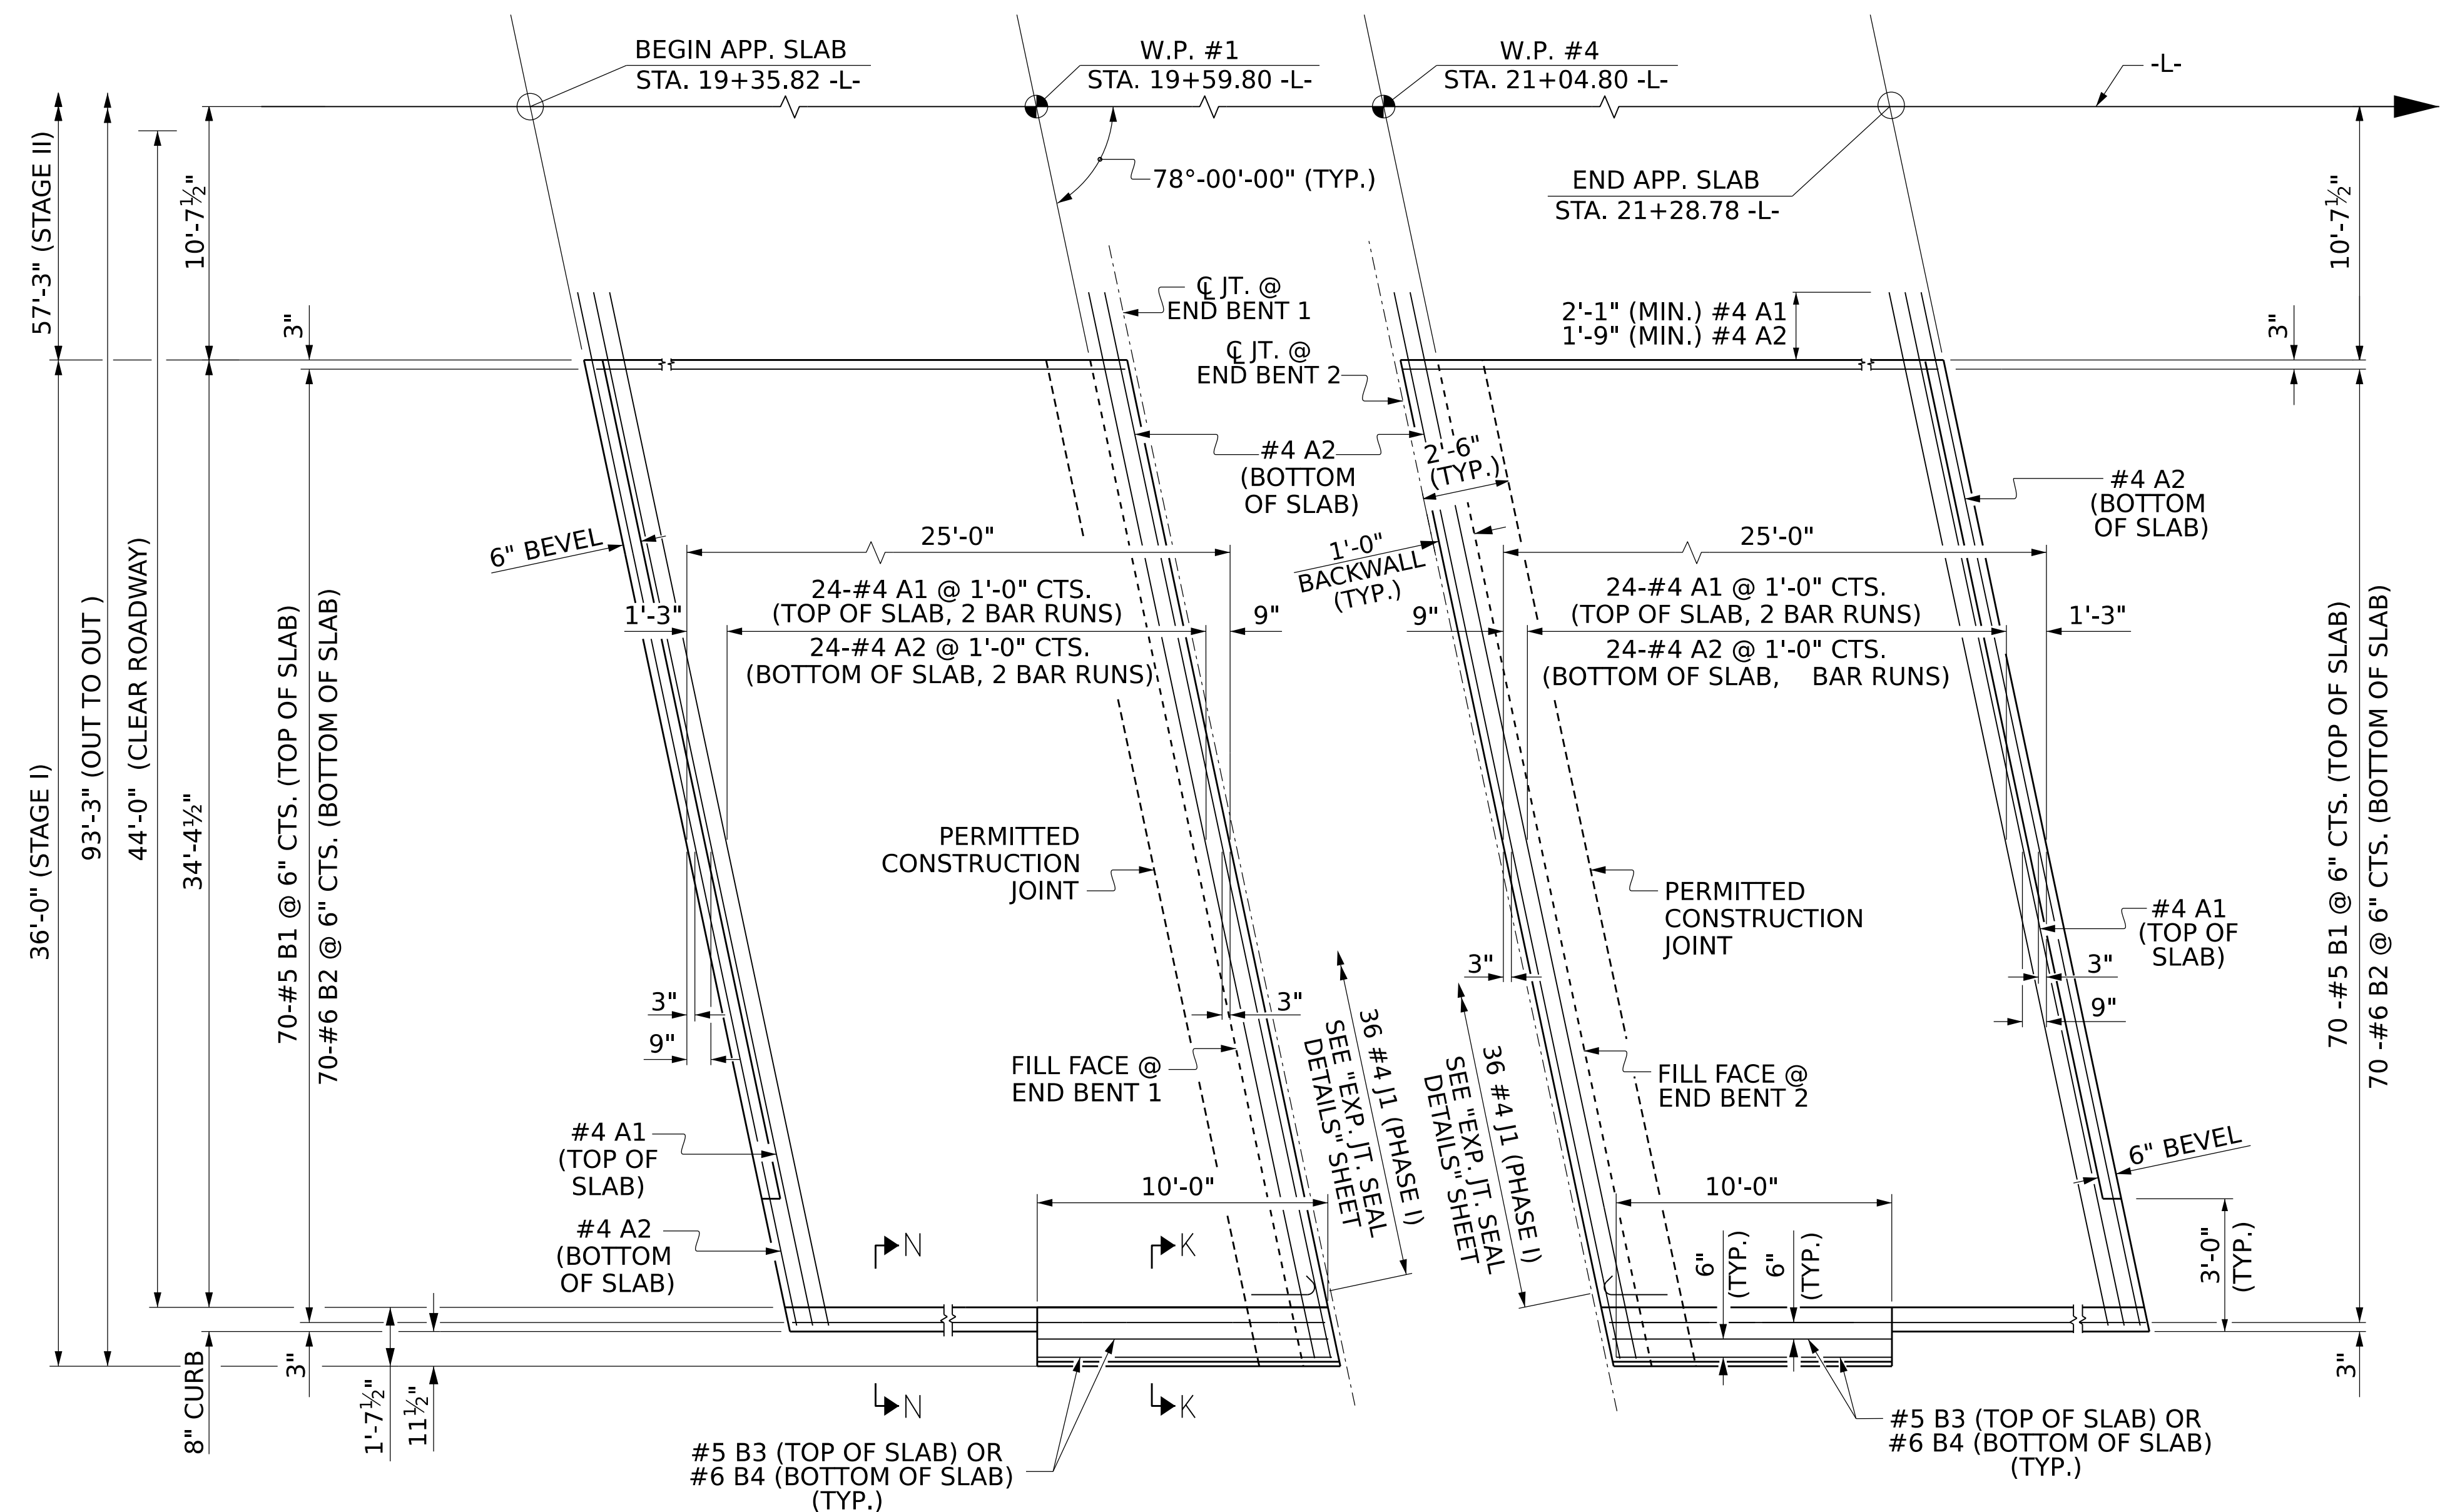 BEGIN APP. SLAB
STA. 19+35.82 -L-
W.P. #1
STA. 19+59.80 -L-
W.P. #4
STA. 21+04.80 -L-
-L-
78°-00'-00" (TYP.)
END APP. SLAB
STA. 21+28.78 -L-
57'-3" (STAGE II)
10'-7½"
10'-7½"
3"
℄ JT. @
END BENT 1
℄ JT. @
END BENT 2
2'-1" (MIN.) #4 A1
1'-9" (MIN.) #4 A2
3"
#4 A2
(BOTTOM
OF SLAB)
2'-6"
(TYP.)
#4 A2
(BOTTOM
OF SLAB)
6" BEVEL
25'-0"
1'-0"
BACKWALL
(TYP.)
25'-0"
24-#4 A1 @ 1'-0" CTS.
(TOP OF SLAB, 2 BAR RUNS)
24-#4 A2 @ 1'-0" CTS.
(BOTTOM OF SLAB, 2 BAR RUNS)
1'-3"
9"
9"
24-#4 A1 @ 1'-0" CTS.
(TOP OF SLAB, 2 BAR RUNS)
24-#4 A2 @ 1'-0" CTS.
(BOTTOM OF SLAB, BAR RUNS)
1'-3"
36'-0" (STAGE I)
93'-3" (OUT TO OUT )
44'-0" (CLEAR ROADWAY)
34'-4½"
70-#5 B1 @ 6" CTS. (TOP OF SLAB)
70-#6 B2 @ 6" CTS. (BOTTOM OF SLAB)
70 -#5 B1 @ 6" CTS. (TOP OF SLAB)
70 -#6 B2 @ 6" CTS. (BOTTOM OF SLAB)
PERMITTED
CONSTRUCTION
JOINT
PERMITTED
CONSTRUCTION
JOINT
#4 A1
(TOP OF
SLAB)
3"
9"
3"
3"
3"
9"
FILL FACE @
END BENT 1
FILL FACE @
END BENT 2
36 #4 J1 (PHASE I)
SEE "EXP. JT. SEAL
DETAILS" SHEET
36 #4 J1 (PHASE I)
SEE "EXP. JT. SEAL
DETAILS" SHEET
#4 A1
(TOP OF
SLAB)
#4 A2
(BOTTOM
OF SLAB)
6" BEVEL
10'-0"
10'-0"
N
K
6"
(TYP.)
6"
(TYP.)
3'-0"
(TYP.)
8" CURB
3"
1'-7½"
11½"
N
K
3"
#5 B3 (TOP OF SLAB) OR
#6 B4 (BOTTOM OF SLAB)
(TYP.)
#5 B3 (TOP OF SLAB) OR
#6 B4 (BOTTOM OF SLAB)
(TYP.)